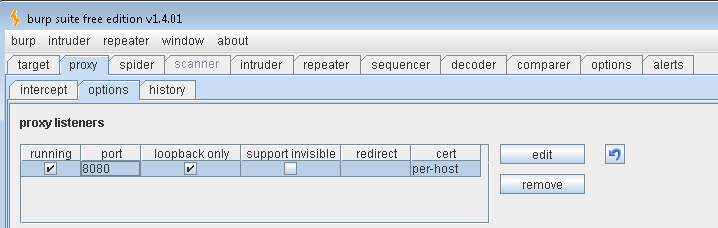 burp suite free edition v1.4.01
burp intruder repeater window about
target proxy spider scanner intruder repeater sequencer decoder comparer options alerts
intercept options history
proxy listeners
running port loopback only support invisible redirect cert edit
8080 per-host
remove